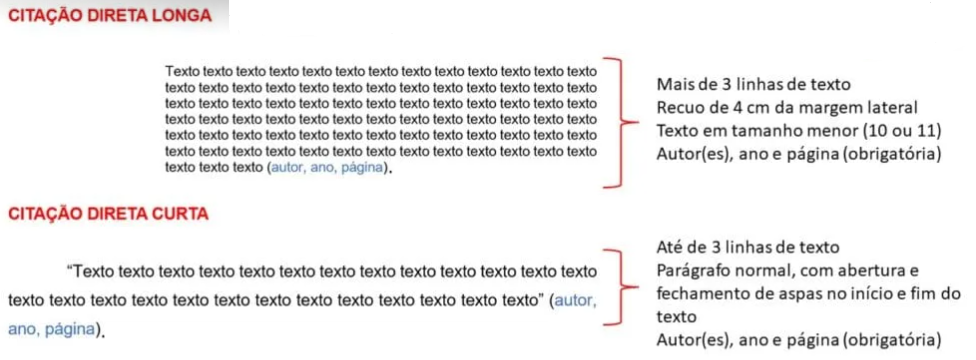 CITAÇÃO DIRETA LONGA
Texto texto texto texto texto texto texto texto texto texto texto texto texto
texto texto texto texto texto texto texto texto texto texto texto texto texto
texto texto texto texto texto texto texto texto texto texto texto texto texto
texto texto texto texto texto texto texto texto texto texto texto texto texto
texto texto texto texto texto texto texto texto texto texto texto texto texto
texto texto texto texto texto texto texto texto texto texto texto texto texto
texto texto texto (autor, ano, página).
Mais de 3 linhas de texto
Recuo de 4 cm da margem lateral
Texto em tamanho menor (10 ou 11)
Autor(es), ano e página (obrigatória)
CITAÇÃO DIRETA CURTA
“Texto texto texto texto texto texto texto texto texto texto texto texto texto
texto texto texto texto texto texto texto texto texto texto texto texto texto” (autor,
ano, página).
Até de 3 linhas de texto
Parágrafo normal, com abertura e
fechamento de aspas no início e fim do
texto
Autor(es), ano e página (obrigatória)